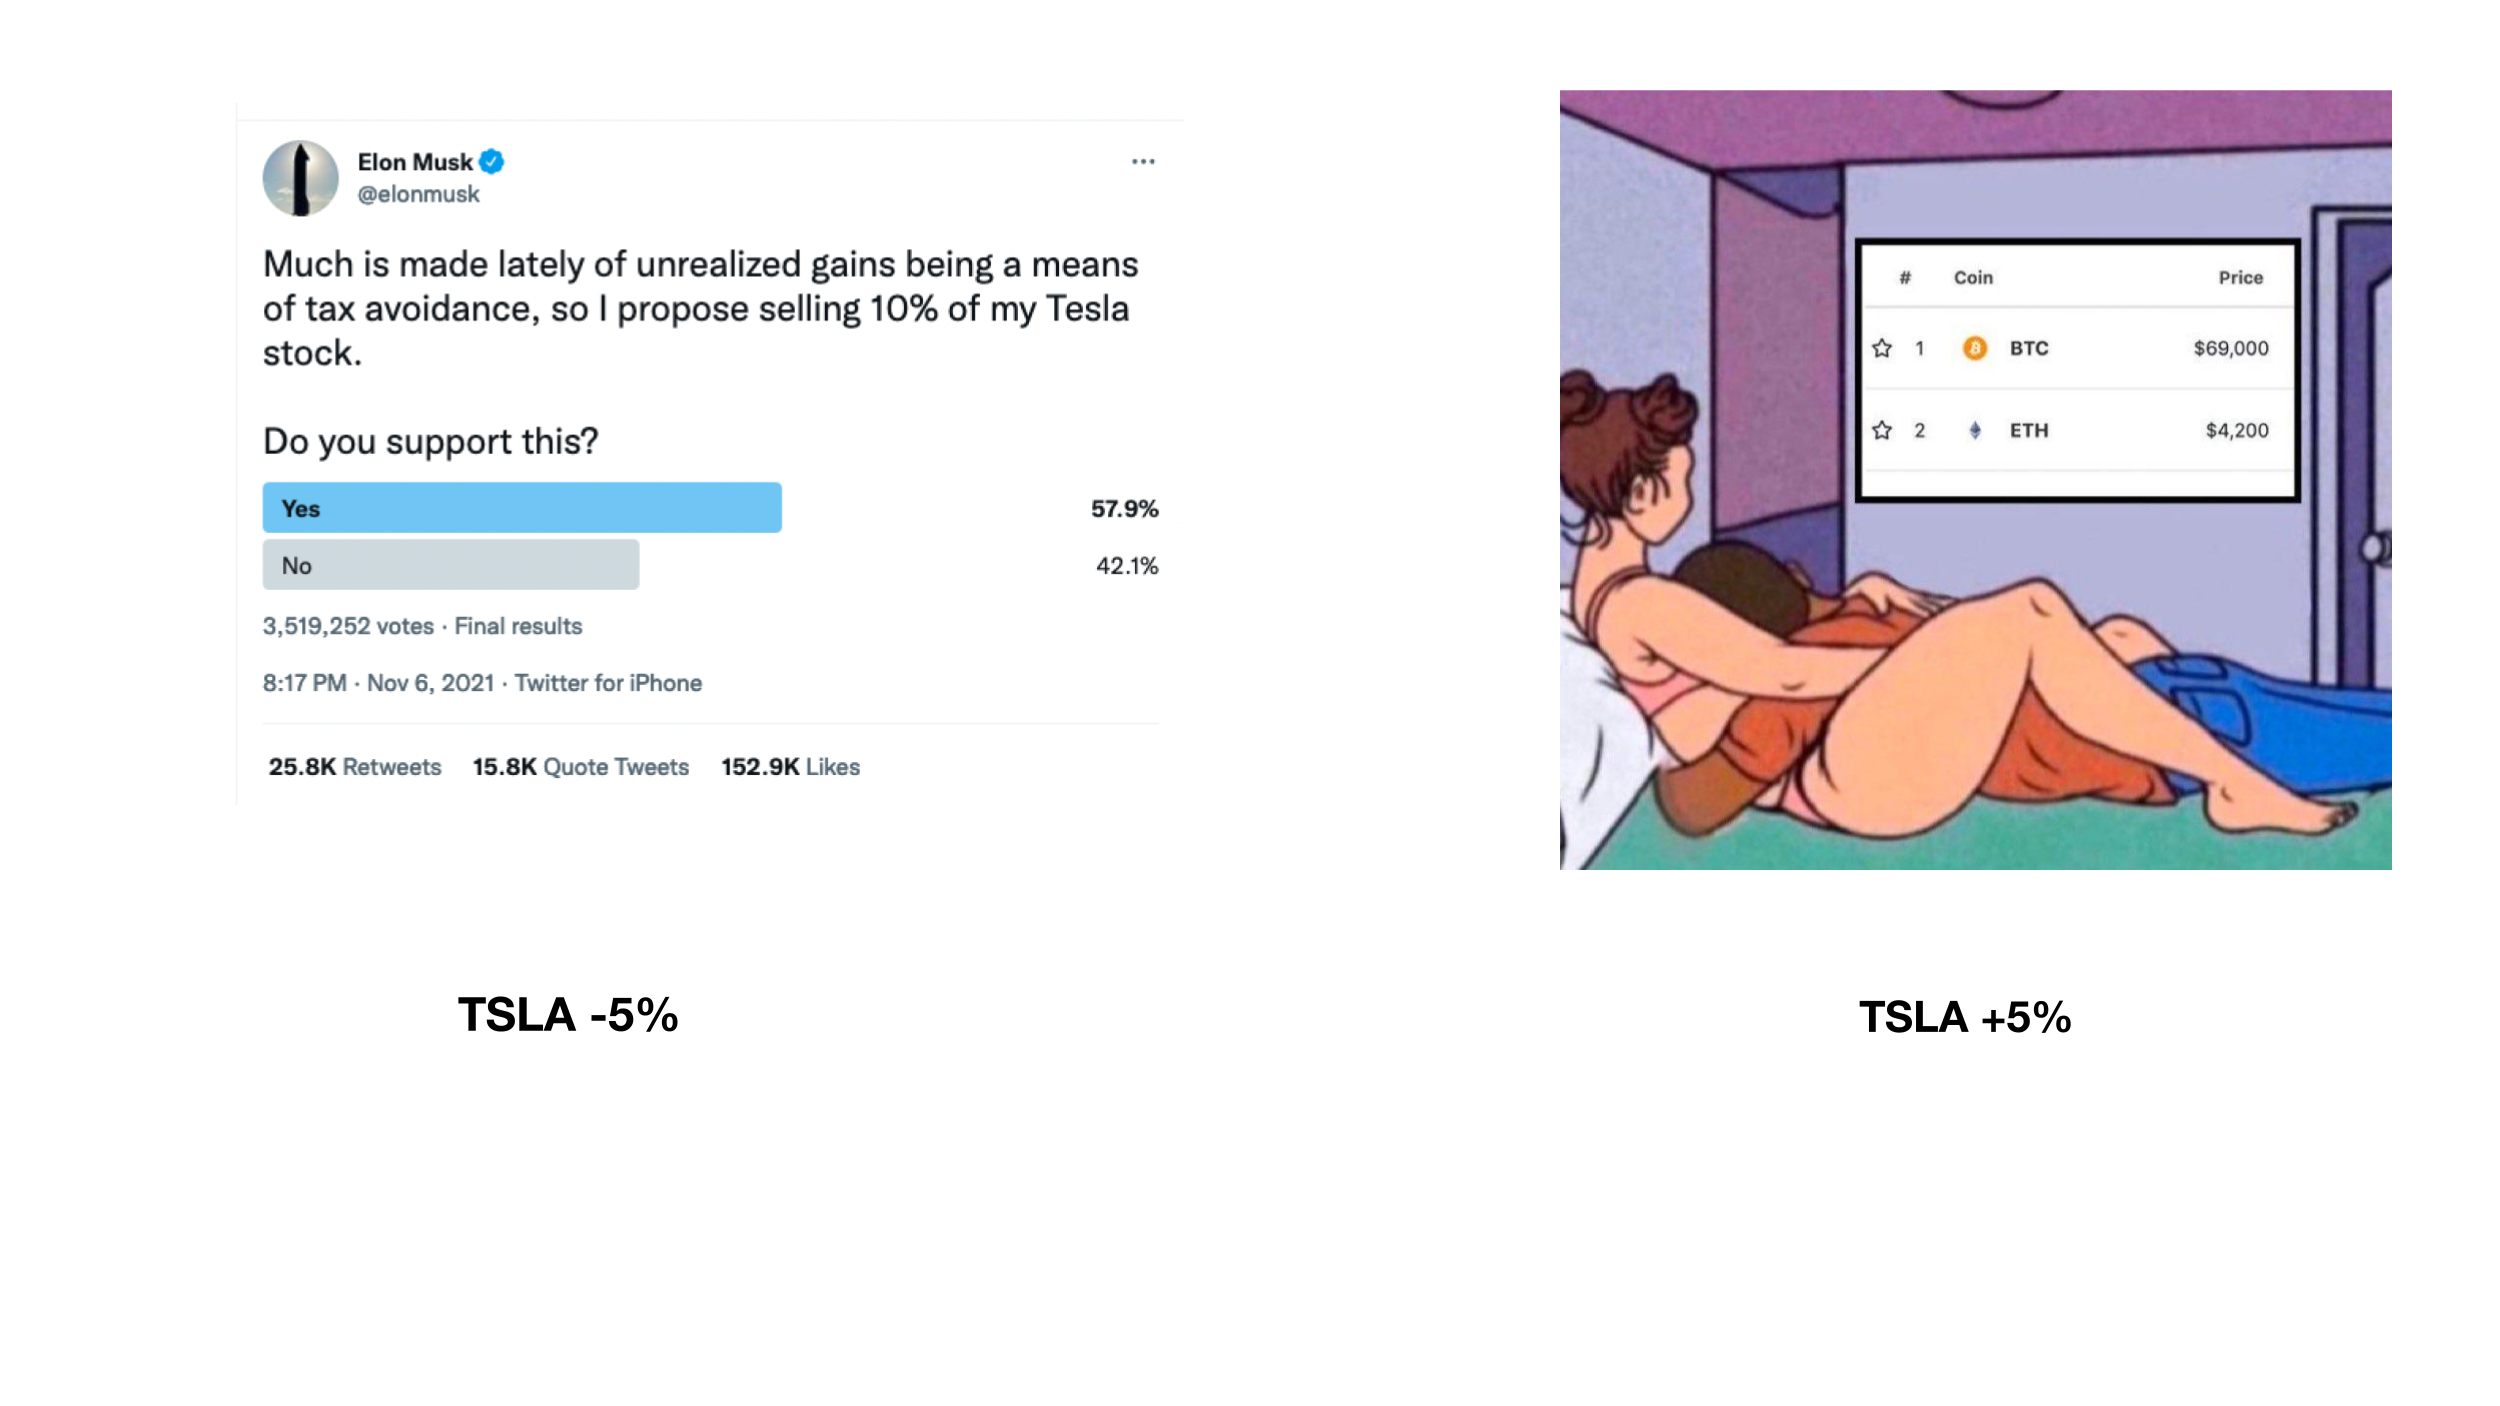 Elon Musk
@elonmusk
Much is made lately of unrealized gains being a means
of tax avoidance, so I propose selling 10% of my Tesla
stock.
Do you support this?
Yes 57.9%
No 42.1%
3,519,252 votes · Final results
8:17 PM · Nov 6, 2021 · Twitter for iPhone
25.8K Retweets 15.8K Quote Tweets 152.9K Likes
TSLA -5%
# Coin Price
1 BTC $69,000
2 ETH $4,200
TSLA +5%